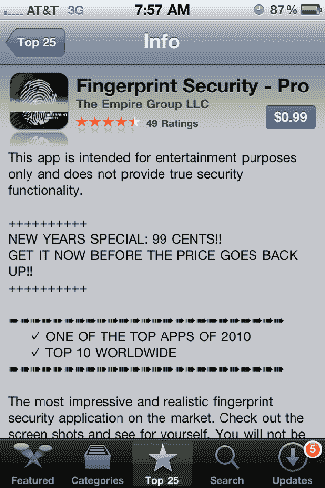 AT&T 3G 7:57 AM 87%
Top 25 Info
Fingerprint Security - Pro
The Empire Group LLC
49 Ratings $0.99
This app is intended for entertainment purposes
only and does not provide true security
functionality.
++++++++++
NEW YEARS SPECIAL: 99 CENTS!!
GET IT NOW BEFORE THE PRICE GOES BACK
UP!!
++++++++++
✓ ONE OF THE TOP APPS OF 2010
✓ TOP 10 WORLDWIDE
The most impressive and realistic fingerprint
security application on the market. Check out the
screen shots and see for yourself. You will not be
5
Featured Categories Top 25 Search Updates